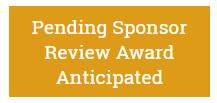 Pending Sponsor
Review Award
Anticipated